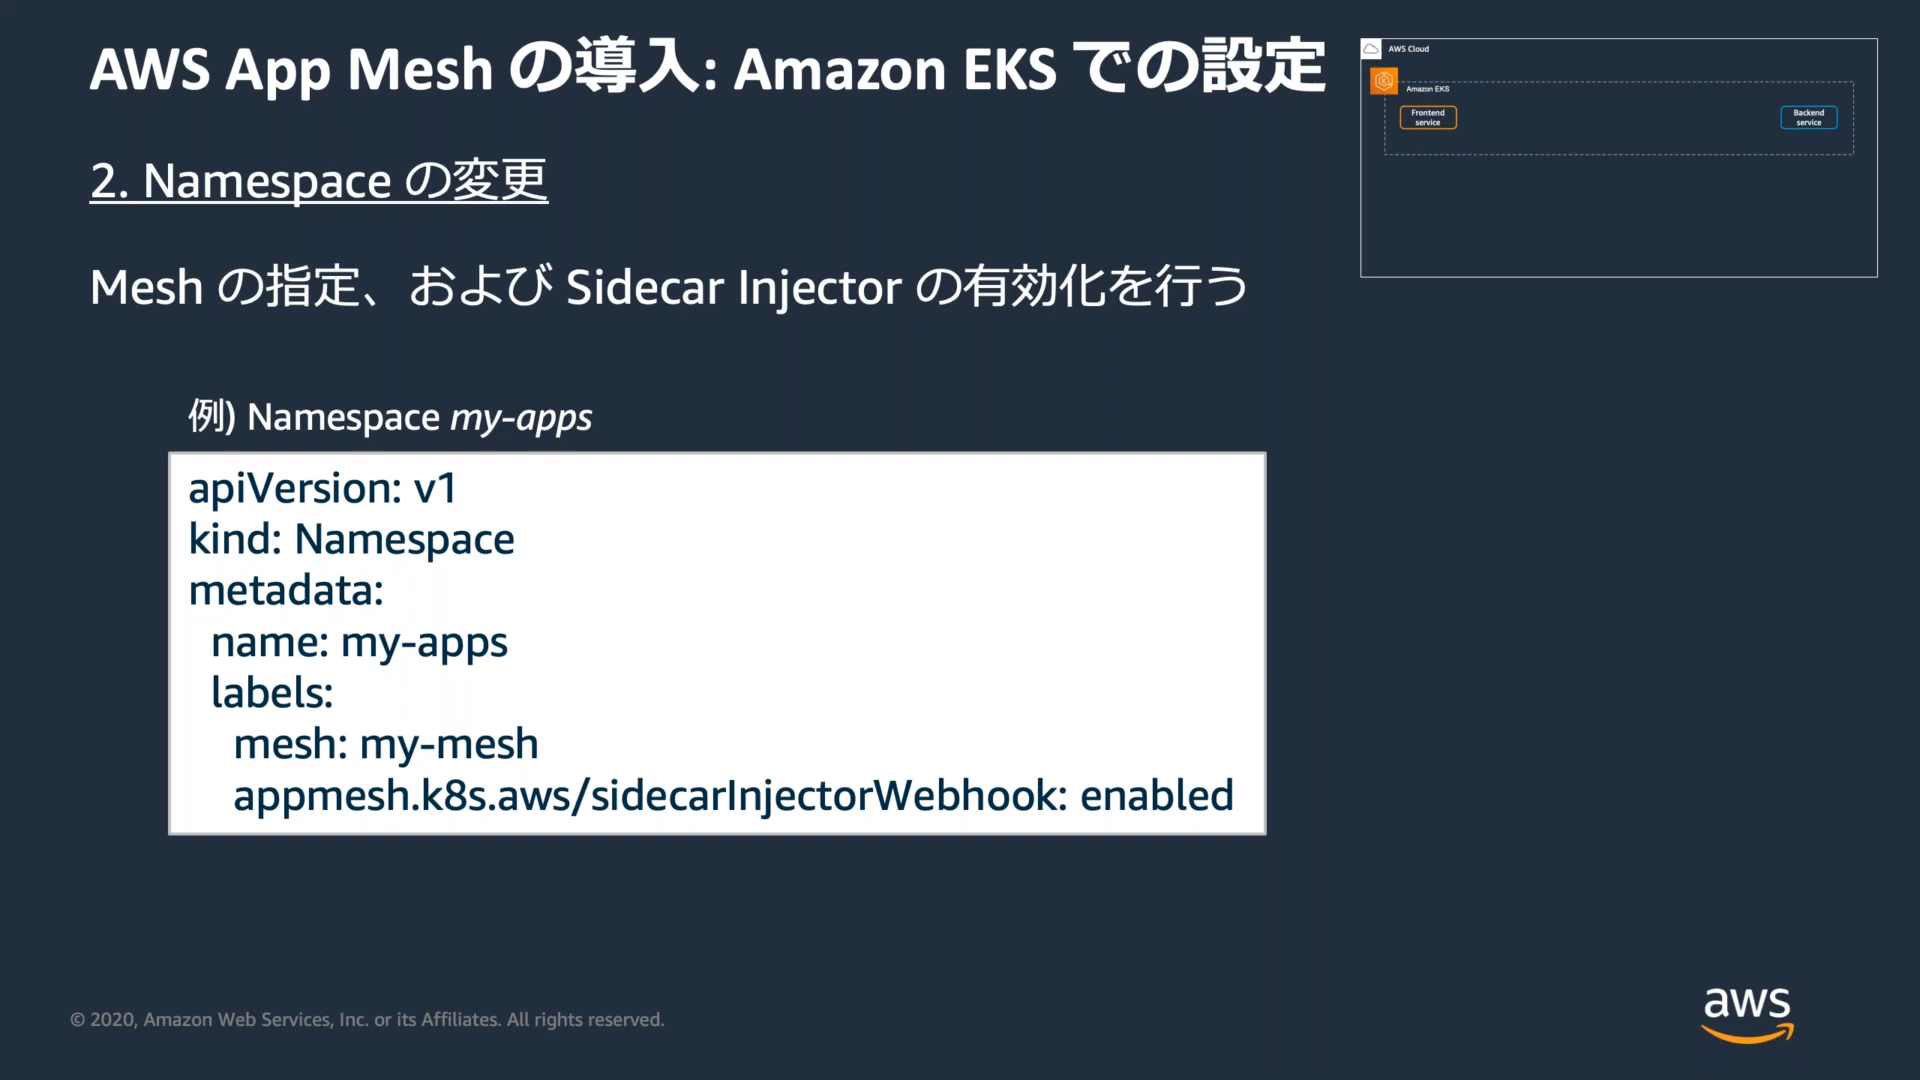 AWS App Mesh の導入: Amazon EKS での設定
2. Namespace の変更
Mesh の指定、および Sidecar Injector の有効化を行う
例) Namespace my-apps
apiVersion: v1
kind: Namespace
metadata:
  name: my-apps
  labels:
    mesh: my-mesh
    appmesh.k8s.aws/sidecarInjectorWebhook: enabled
AWS Cloud
Amazon EKS
Frontend
service
Backend
service
© 2020, Amazon Web Services, Inc. or its Affiliates. All rights reserved.
aws